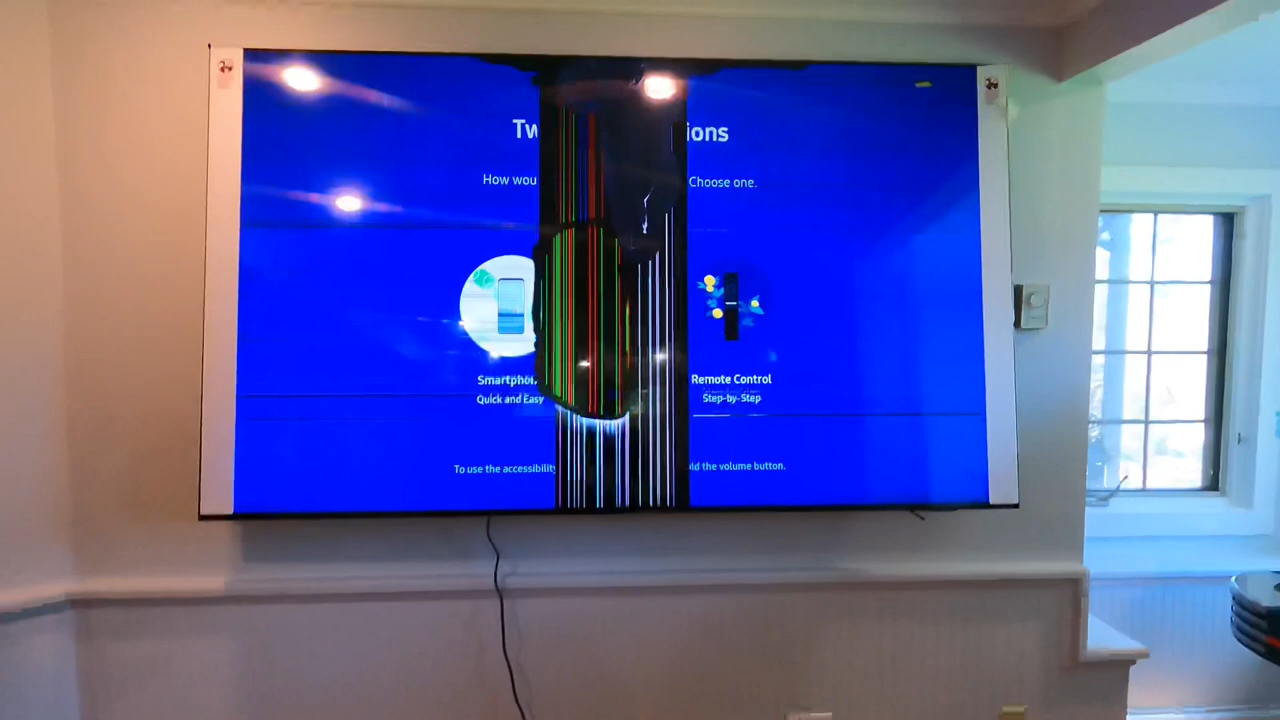 Tw ions
How wou Choose one.
Smartphon Remote Control
Quick and Easy Step-by-Step
To use the accessibility ld the volume button.